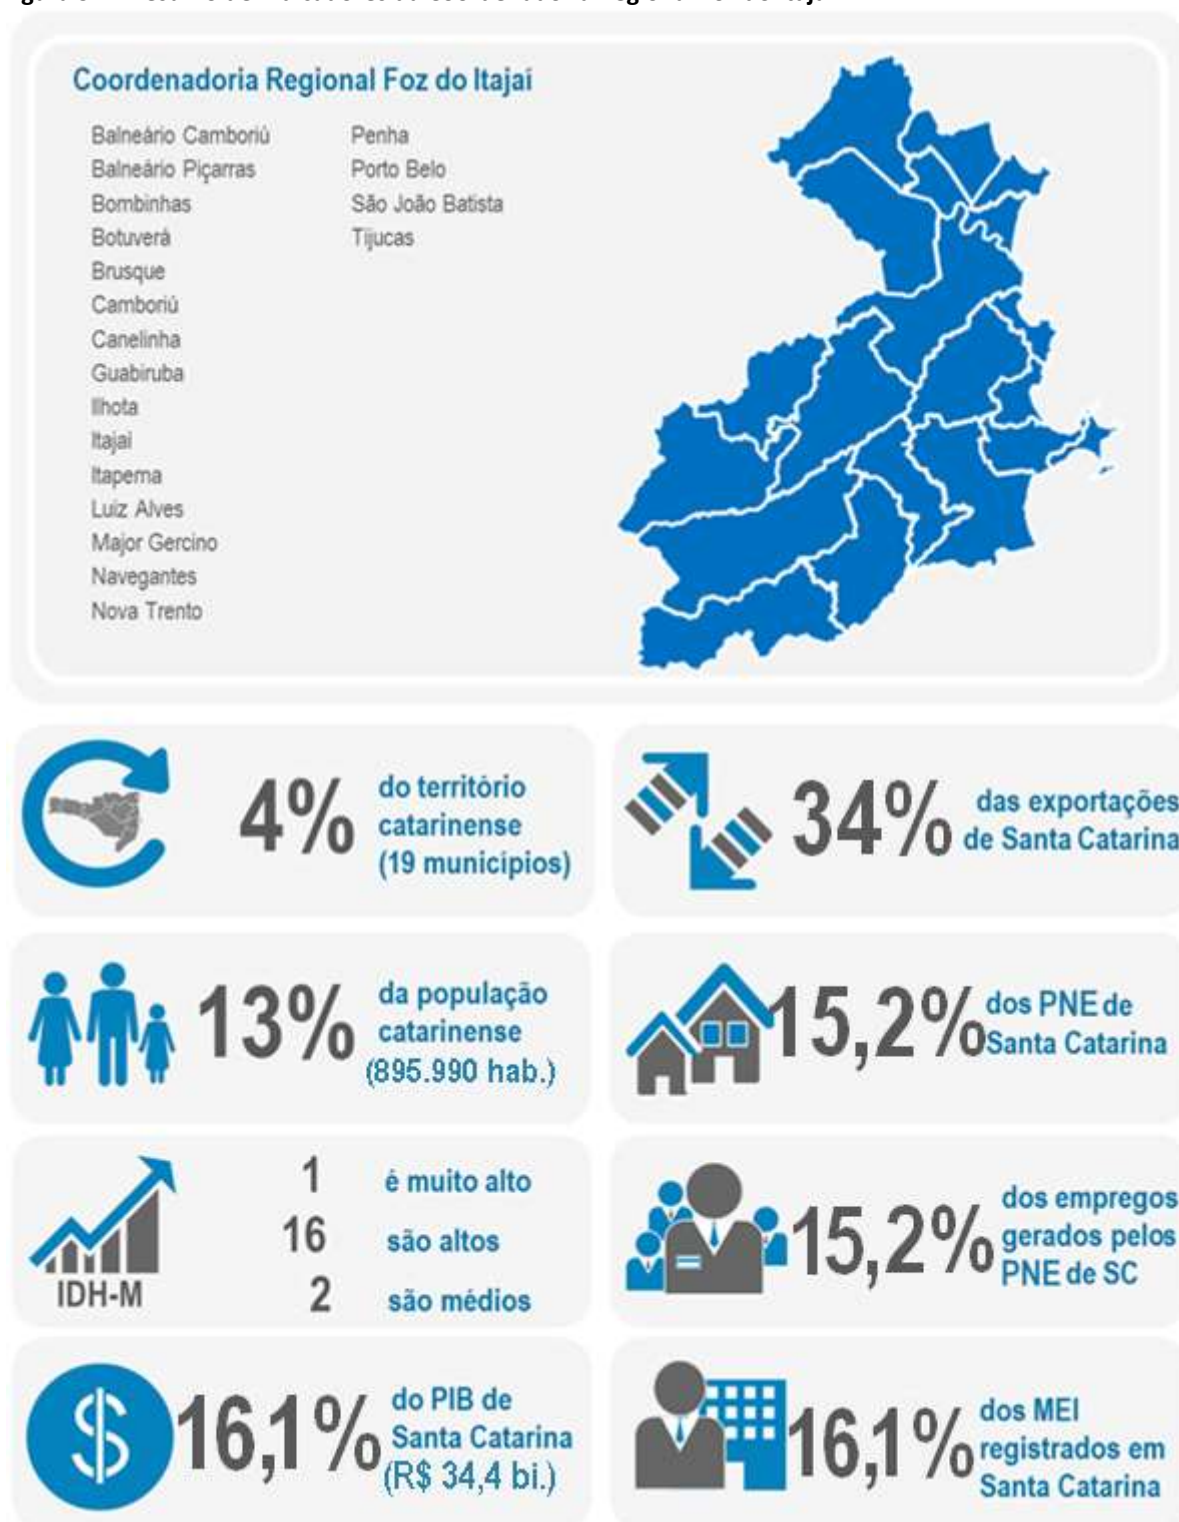 Coordenadoria Regional Foz do Itajaí
Balneário Camboriú
Balneário Piçarras
Bombinhas
Botuverá
Brusque
Camboriú
Canelinha
Guabiruba
Ilhota
Itajaí
Itapema
Luiz Alves
Major Gercino
Navegantes
Nova Trento
Penha
Porto Belo
São João Batista
Tijucas
4%
do território
catarinense
(19 municípios)
34%
das exportações
de Santa Catarina
13%
da população
catarinense
(895.990 hab.)
15,2%
dos PNE de
Santa Catarina
IDH-M
1 é muito alto
16 são altos
2 são médios
15,2%
dos empregos
gerados pelos
PNE de SC
16,1%
do PIB de
Santa Catarina
(R$ 34,4 bi.)
16,1%
dos MEI
registrados em
Santa Catarina